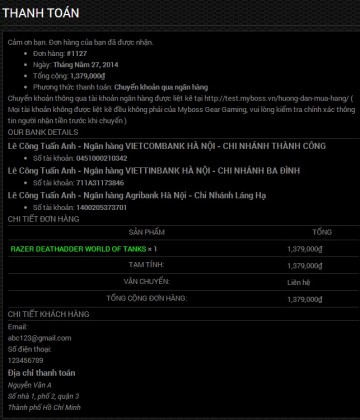 THANH TOÁN
Cảm ơn bạn. Đơn hàng của bạn đã được nhận.
Đơn hàng: #1127
Ngày: Tháng Năm 27, 2014
Tổng cộng: 1,379,000₫
Phương thức thanh toán: Chuyển khoản qua ngân hàng
Chuyển khoản thông qua tài khoản ngân hàng được liệt kê tại http://test.myboss.vn/huong-dan-mua-hang/ (
Mọi tài khoản không được liệt kê đều không phải của Myboss Gear Gaming, vui lòng kiểm tra chính xác thông
tin người nhận tiền trước khi chuyển )
OUR BANK DETAILS
Lê Công Tuấn Anh - Ngân hàng VIETCOMBANK HÀ NỘI - CHI NHÁNH THÀNH CÔNG
Số tài khoản: 0451000210342
Lê Công Tuấn Anh - Ngân hàng VIETTINBANK HÀ NỘI - CHI NHÁNH BA ĐÌNH
Số tài khoản: 711A31173846
Lê Công Tuấn Anh - Ngân hàng Agribank Hà Nội - Chi Nhánh Láng Hạ
Số tài khoản: 1400205373701
CHI TIẾT ĐƠN HÀNG
SẢN PHẨM TỔNG
RAZER DEATHADDER WORLD OF TANKS × 1 1,379,000₫
TẠM TÍNH: 1,379,000₫
VẬN CHUYỂN: Liên hệ
TỔNG CỘNG ĐƠN HÀNG: 1,379,000₫
CHI TIẾT KHÁCH HÀNG
Email:
abc123@gmail.com
Số điện thoại:
123456789
Địa chỉ thanh toán
Nguyễn Văn A
Số nhà 1, phố 2, quận 3
Thành phố Hồ Chí Minh